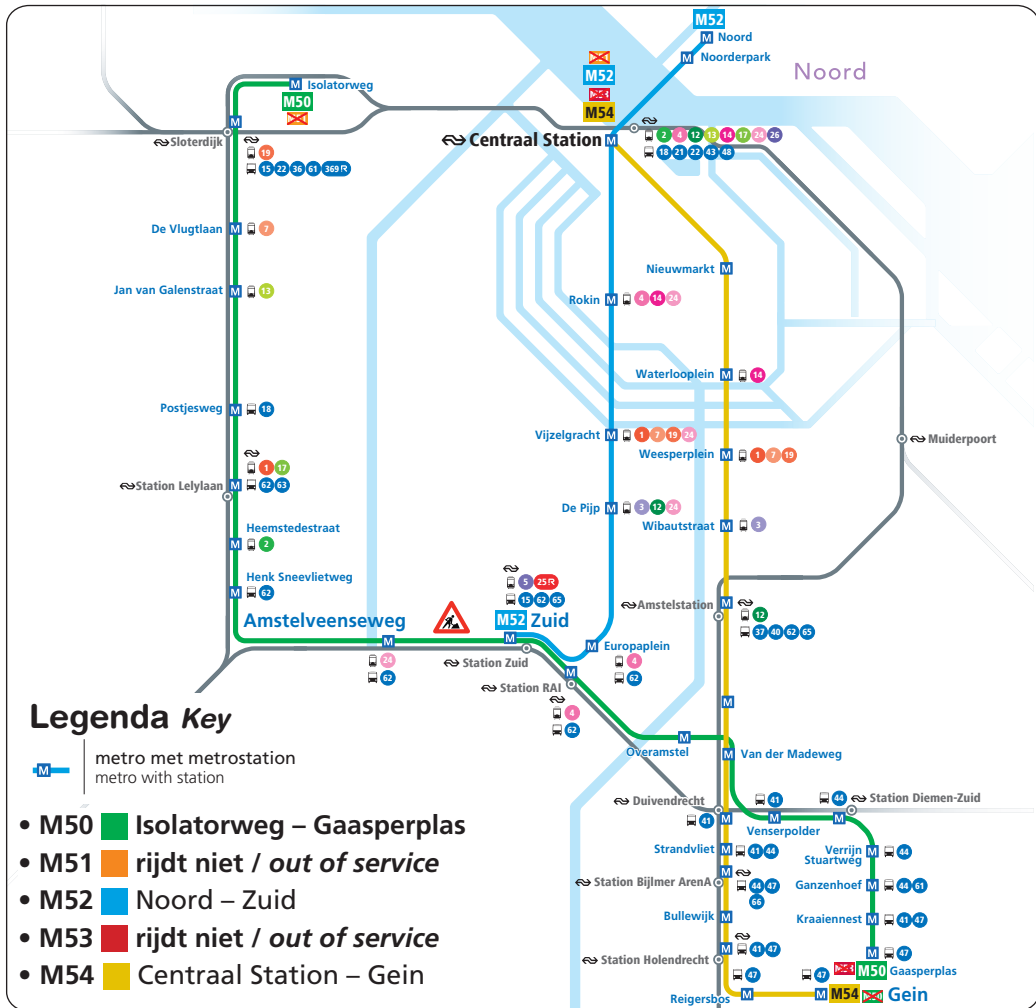 M52
Noord
Noorderpark
Noord
M52
M54
Centraal Station
2 4 12 13 14 17 24 26
18 21 22 43 48
Isolatorweg
M50
Sloterdijk
19
15 22 36 61 369R
De Vlugtlaan
7
Jan van Galenstraat
13
Postjesweg
18
1 17
Station Lelylaan
62 63
Heemstedestraat
2
Henk Sneevlietweg
62
Amstelveenseweg
24
62
5 25R
15 62 65
M52 Zuid
Station Zuid
Europaplein
4
62
Station RAI
4
62
Nieuwmarkt
Rokin
4 14 24
Waterlooplein
14
Vijzelgracht
1 7 19 24
Weesperplein
1 7 19
De Pijp
3 12 24
Wibautstraat
3
Muiderpoort
Amstelstation
12
37 40 62 65
Overamstel
Van der Madeweg
Duivendrecht
41
41
Venserpolder
44
Station Diemen-Zuid
Strandvliet
41 44
Verrijn
Stuartweg
44
Station Bijlmer ArenA
44 47
66
Ganzenhoef
44 61
Bullewijk
Kraaiennest
41 47
Station Holendrecht
41 47
47
M50 Gaasperplas
Reigersbos
47
47
M54 Gein
Legenda Key
M
metro met metrostation
metro with station
• M50 Isolatorweg – Gaasperplas
• M51 rijdt niet / out of service
• M52 Noord – Zuid
• M53 rijdt niet / out of service
• M54 Centraal Station – Gein